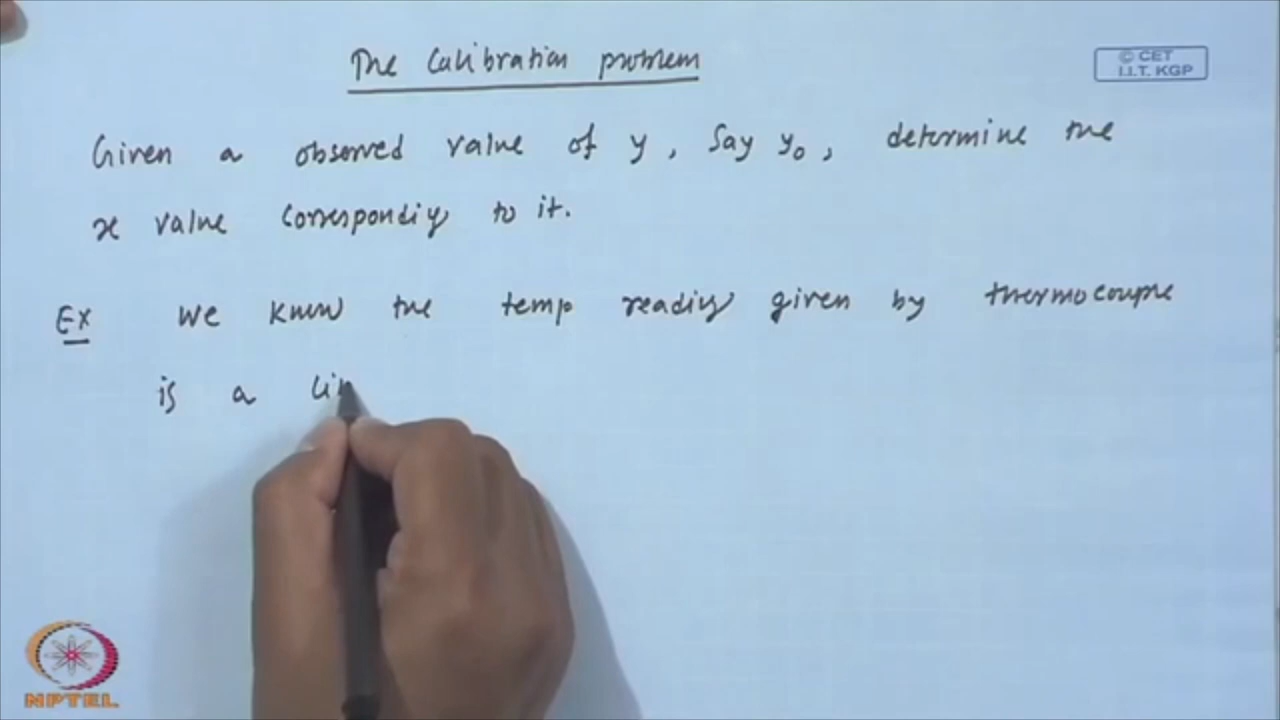 The Calibration problem
© CET
I.I.T. KGP
Given a observed value of y, Say y₀, determine the
x value corresponding to it.
Ex We know the temp reading given by thermocouple
is a lin
NPTEL